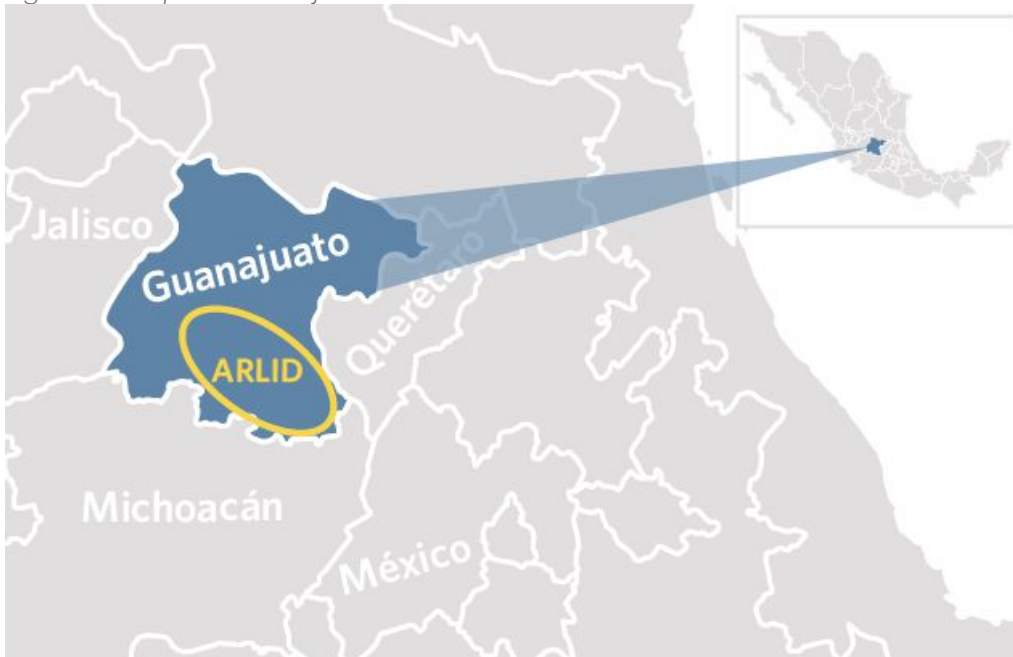 Jalisco
Guanajuato
Querétaro
ARLID
Michoacán
México